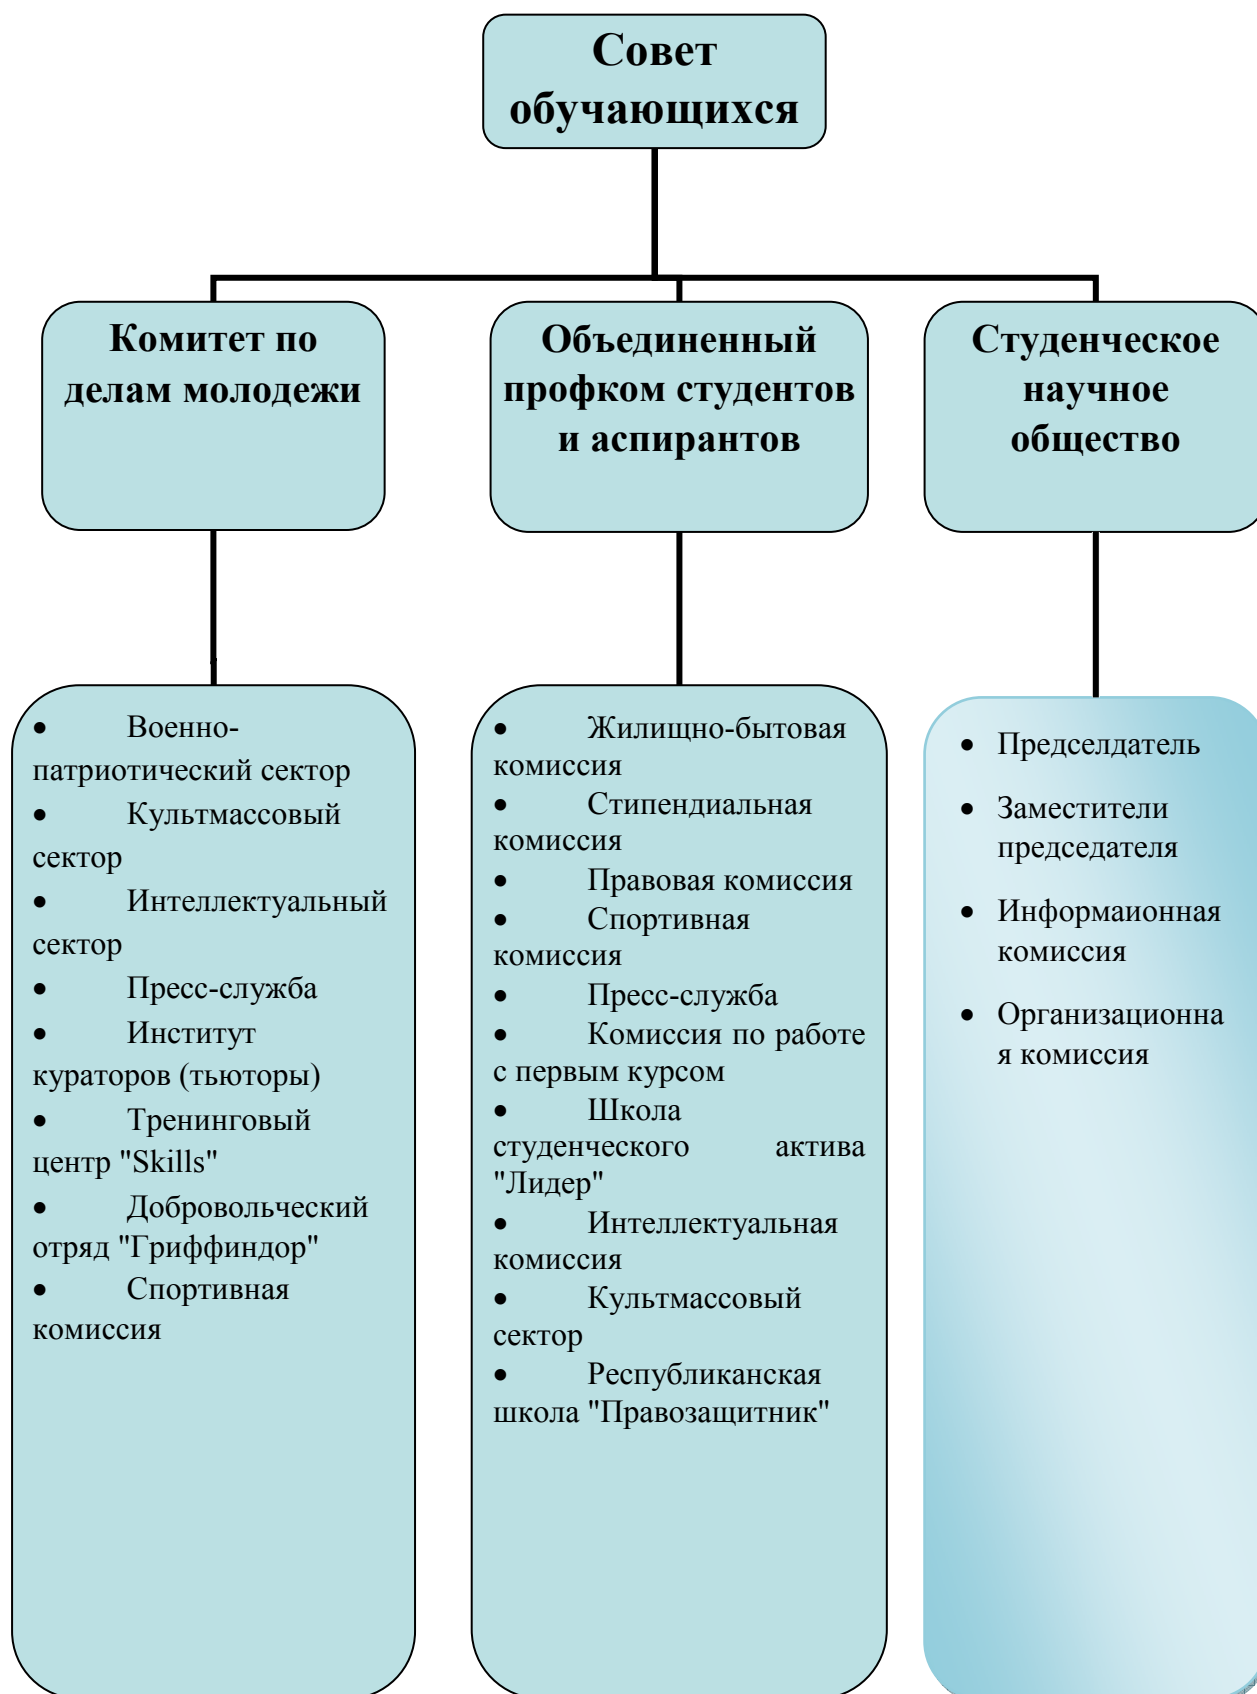 Совет
обучающихся
Комитет по
делам молодежи
Объединенный
профком студентов
и аспирантов
Студенческое
научное
общество
• Военно-
патриотический сектор
• Культмассовый
сектор
• Интеллектуальный
сектор
• Пресс-служба
• Институт
кураторов (тьюторы)
• Тренинговый
центр "Skills"
• Добровольческий
отряд "Гриффиндор"
• Спортивная
комиссия
• Жилищно-бытовая
комиссия
• Стипендиальная
комиссия
• Правовая комиссия
• Спортивная
комиссия
• Пресс-служба
• Комиссия по работе
с первым курсом
• Школа
студенческого актива
"Лидер"
• Интеллектуальная
комиссия
• Культмассовый
сектор
• Республиканская
школа "Правозащитник"
• Преселдатель
• Заместители
председателя
• Информаионная
комиссия
• Организационна
я комиссия